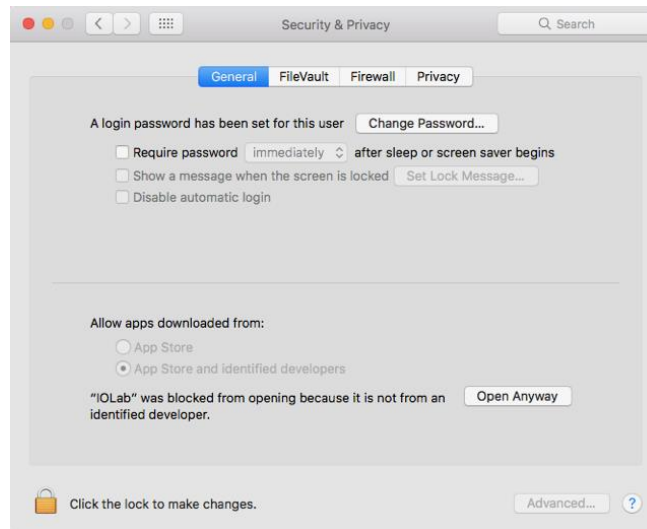 Security & Privacy
Search
General FileVault Firewall Privacy
A login password has been set for this user Change Password...
Require password immediately after sleep or screen saver begins
Show a message when the screen is locked Set Lock Message...
Disable automatic login
Allow apps downloaded from:
App Store
App Store and identified developers
"IOLab" was blocked from opening because it is not from an Open Anyway
identified developer.
Click the lock to make changes. Advanced... ?